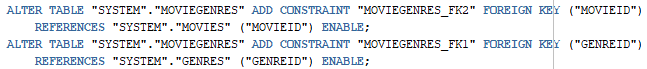 ALTER TABLE "SYSTEM"."MOVIEGENRES" ADD CONSTRAINT "MOVIEGENRES_FK2" FOREIGN KEY ("MOVIEID")
REFERENCES "SYSTEM"."MOVIES" ("MOVIEID") ENABLE;
ALTER TABLE "SYSTEM"."MOVIEGENRES" ADD CONSTRAINT "MOVIEGENRES_FK1" FOREIGN KEY ("GENREID")
REFERENCES "SYSTEM"."GENRES" ("GENREID") ENABLE;